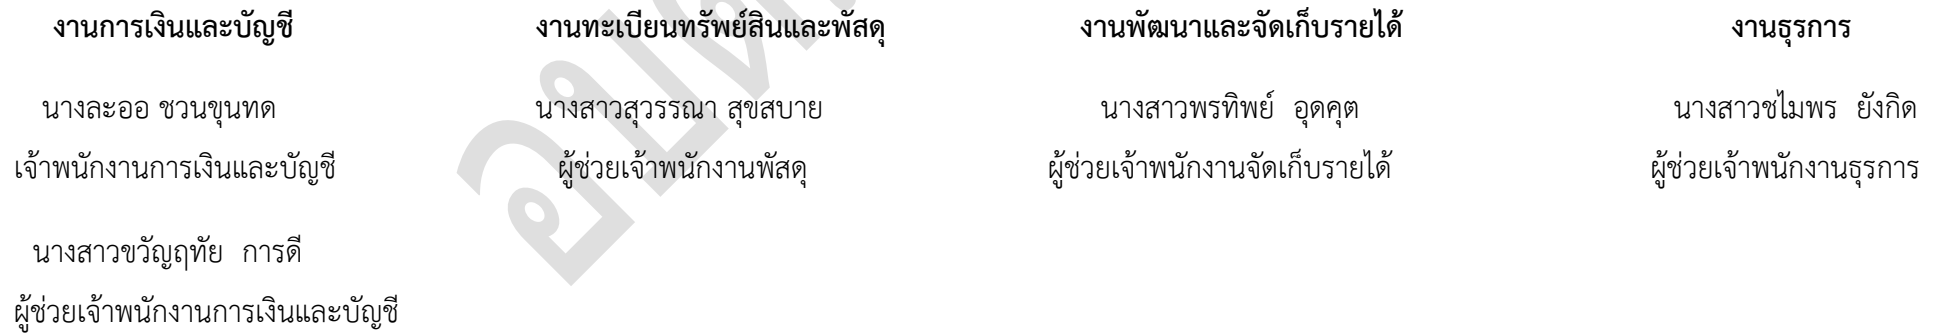 งานการเงินและบัญชี งานทะเบียนทรัพย์สินและพัสดุ งานพัฒนาและจัดเก็บรายได้ งานธุรการ
นางละออ ชวนขุนทด นางสาวสุวรรณา สุขสบาย นางสาวพรทิพย์ อุดคุต นางสาวชไมพร ยังกิด
เจ้าพนักงานการเงินและบัญชี ผู้ช่วยเจ้าพนักงานพัสดุ ผู้ช่วยเจ้าพนักงานจัดเก็บรายได้ ผู้ช่วยเจ้าพนักงานธุรการ
นางสาวขวัญฤทัย การดี
ผู้ช่วยเจ้าพนักงานการเงินและบัญชี